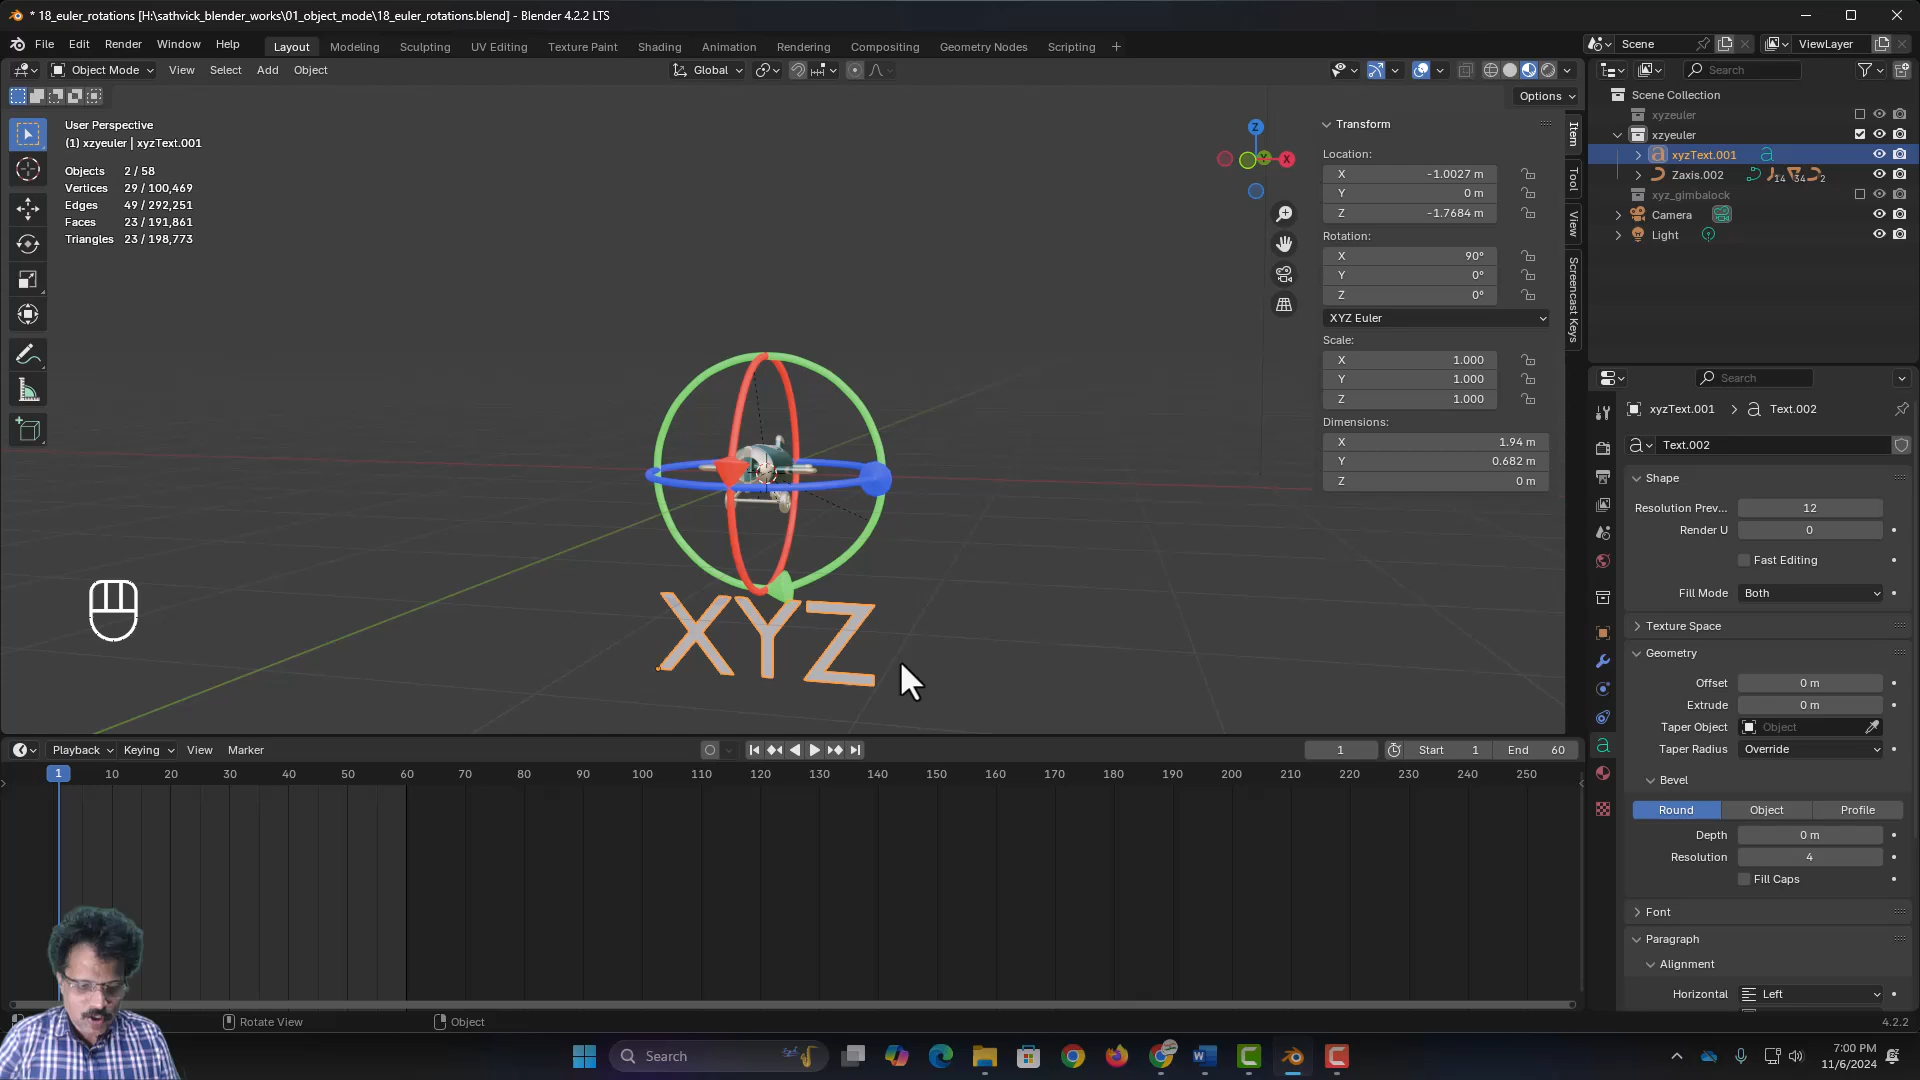 * 18_euler_rotations [H:\sathvick_blender_works\01_object_mode\18_euler_rotations.blend] - Blender 4.2.2 LTS
File Edit Render Window Help
Layout Modeling Sculpting UV Editing Texture Paint Shading Animation Rendering Compositing Geometry Nodes Scripting +
Scene
ViewLayer
Object Mode View Select Add Object
Global
Search
Options
User Perspective
(1) xzyeuler | xyzText.001
Objects 2 / 58
Vertices 29 / 100,469
Edges 49 / 292,251
Faces 23 / 191,861
Triangles 23 / 198,773
Z
Y
X
XYZ
Transform
Location:
X -1.0027 m
Y 0 m
Z -1.7684 m
Rotation:
X 90°
Y 0°
Z 0°
XYZ Euler
Scale:
X 1.000
Y 1.000
Z 1.000
Dimensions:
X 1.94 m
Y 0.682 m
Z 0 m
Item
Tool
View
Screencast Keys
Scene Collection
xyzeuler
xzyeuler
xyzText.001
Zaxis.002 14 34 2
xyz_gimbalock
Camera
Light
Search
xyzText.001 Text.002
Text.002
Shape
Resolution Prev... 12
Render U 0
Fast Editing
Fill Mode Both
Texture Space
Geometry
Offset 0 m
Extrude 0 m
Taper Object Object
Taper Radius Override
Bevel
Round Object Profile
Depth 0 m
Resolution 4
Fill Caps
Font
Paragraph
Alignment
Horizontal Left
Playback Keying View Marker
1 Start 1 End 60
1 10 20 30 40 50 60 70 80 90 100 110 120 130 140 150 160 170 180 190 200 210 220 230 240 250
Rotate View Object
4.2.2
Search
7:00 PM
11/6/2024